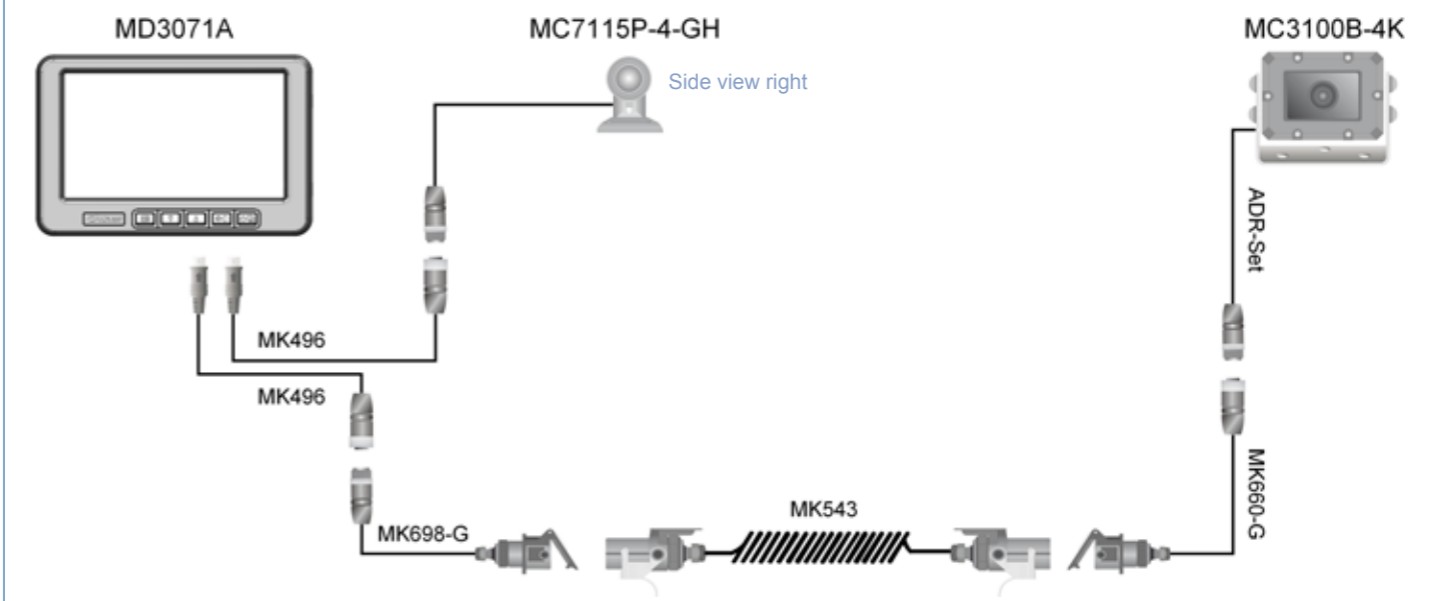 MD3071A
MC7115P-4-GH
MC3100B-4K
Side view right
ADR-Set
MK496
MK496
MK660-G
MK543
MK698-G